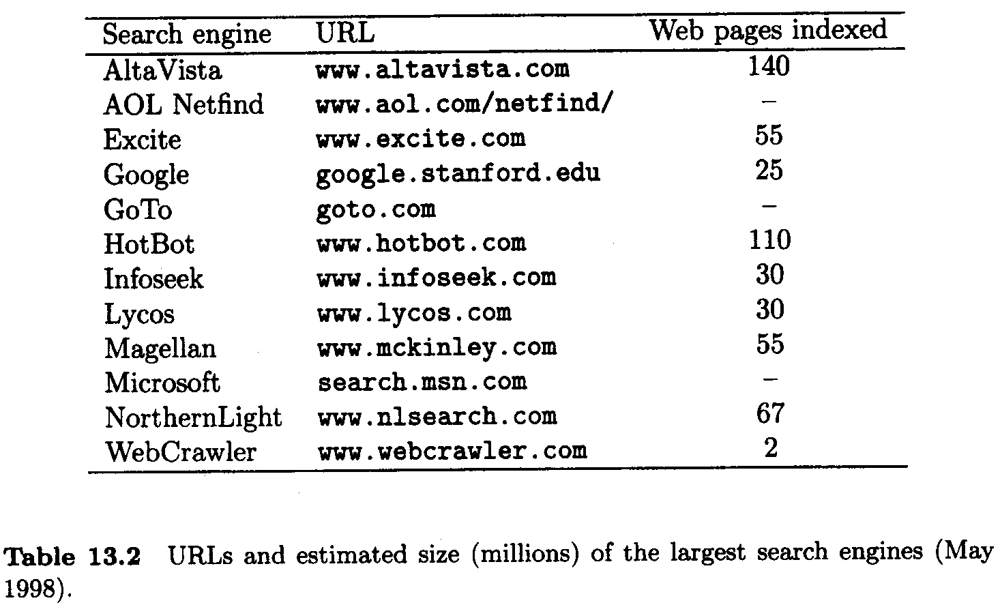 Search engine URL Web pages indexed
AltaVista www.altavista.com 140
AOL Netfind www.aol.com/netfind/ –
Excite www.excite.com 55
Google google.stanford.edu 25
GoTo goto.com –
HotBot www.hotbot.com 110
Infoseek www.infoseek.com 30
Lycos www.lycos.com 30
Magellan www.mckinley.com 55
Microsoft search.msn.com –
NorthernLight www.nlsearch.com 67
WebCrawler www.webcrawler.com 2
Table 13.2 URLs and estimated size (millions) of the largest search engines (May
1998).